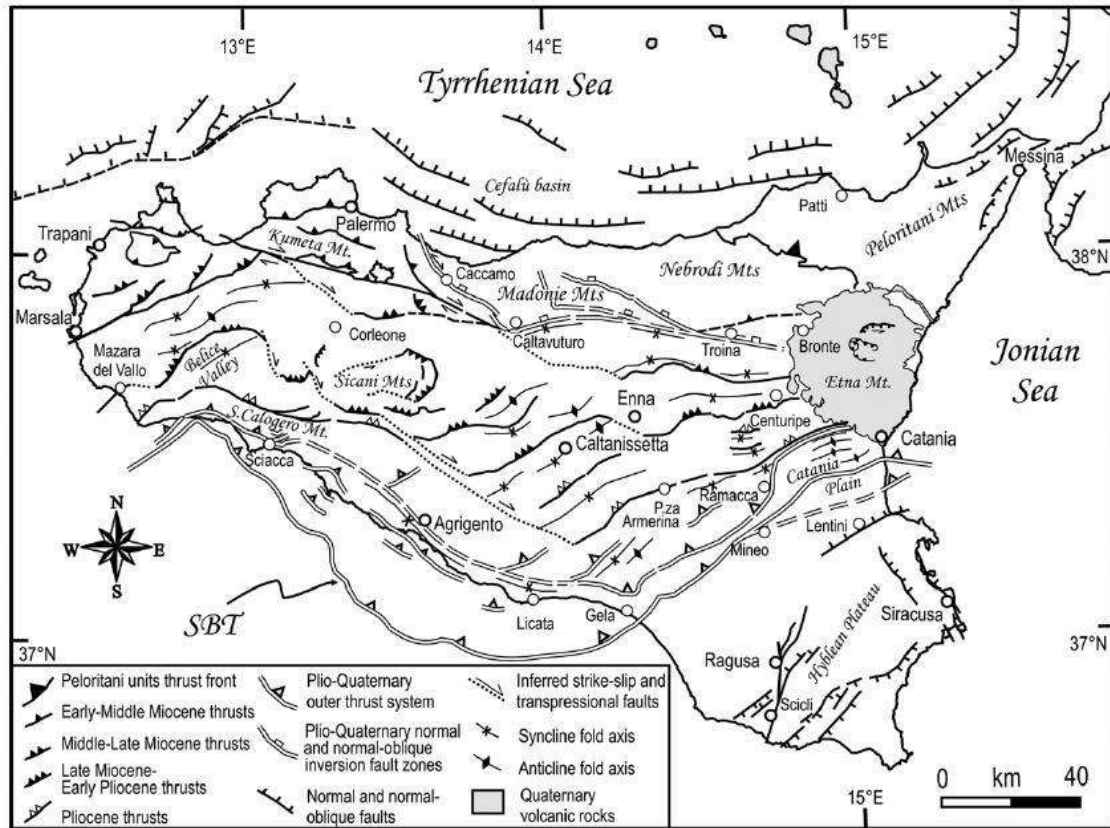 13°E
14°E
15°E
Tyrrhenian Sea
Messina
Cefalù basin
Patti
Peloritani Mts
Palermo
Trapani
Kumeta Mt.
38°N
Nebrodi Mts
Caccamo
Madonie Mts
Marsala
Corleone
Caltavuturo
Troina
Bronte
Jonian
Sea
Mazara
del Vallo
Belice
Valley
Sicani Mts
Etna Mt.
Enna
Centuripe
S.Calogero Mt.
Caltanissetta
Catania
Sciacca
Catania
Plain
Ramacca
P.za
Armerina
N
W E
S
Agrigento
Lentini
Mineo
SBT
Licata
Gela
Siracusa
Hyblean Plateau
37°N
37°N
Ragusa
Scicli
Peloritani units thrust front
Early-Middle Miocene thrusts
Middle-Late Miocene thrusts
Late Miocene-
Early Pliocene thrusts
Pliocene thrusts
Plio-Quaternary
outer thrust system
Plio-Quaternary normal
and normal-oblique
inversion fault zones
Normal and normal-
oblique faults
Inferred strike-slip and
transpressional faults
Syncline fold axis
Anticline fold axis
Quaternary
volcanic rocks
0 km 40
15°E